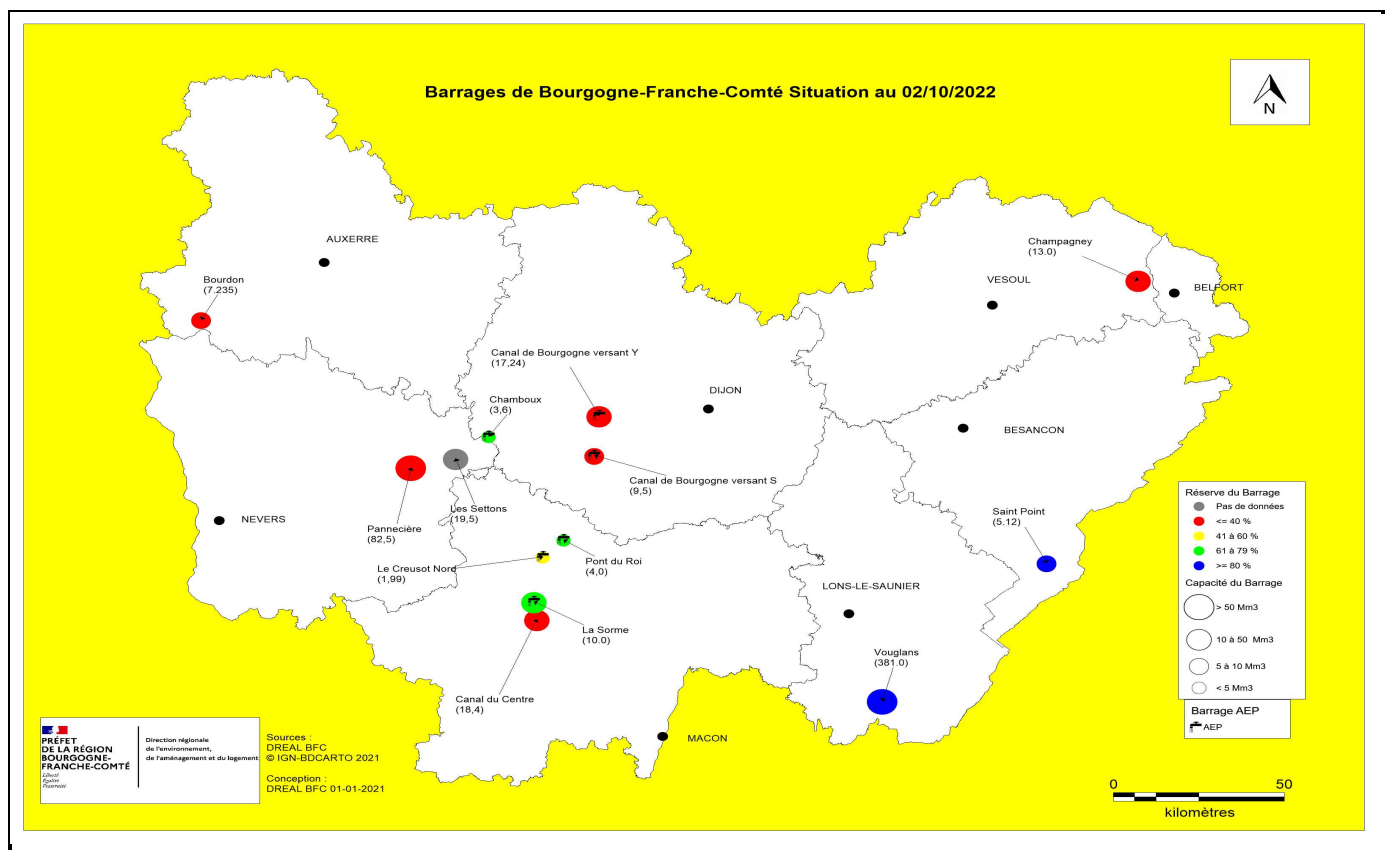 Barrages de Bourgogne-Franche-Comté Situation au 02/10/2022
N
AUXERRE
Bourdon
(7.235)
Champagney
(13.0)
VESOUL
BELFORT
Canal de Bourgogne versant Y
(17,24)
DIJON
Chamboux
(3,6)
BESANCON
Canal de Bourgogne versant S
(9,5)
NEVERS
Pannecière
(82,5)
Les Settons
(19,5)
Le Creusot Nord
(1,99)
Pont du Roi
(4,0)
Saint Point
(5.12)
LONS-LE-SAUNIER
La Sorme
(10.0)
Canal du Centre
(18,4)
Vouglans
(381.0)
MACON
Réserve du Barrage
Pas de données
<= 40 %
41 à 60 %
61 à 79 %
>= 80 %
Capacité du Barrage
> 50 Mm3
10 à 50 Mm3
5 à 10 Mm3
< 5 Mm3
Barrage AEP
AEP
PRÉFET
DE LA RÉGION
BOURGOGNE-
FRANCHE-COMTÉ
Liberté
Égalité
Fraternité
Direction régionale
de l'environnement,
de l'aménagement et du logement
Sources :
DREAL BFC
© IGN-BDCARTO 2021
Conception :
DREAL BFC 01-01-2021
0 50
kilomètres